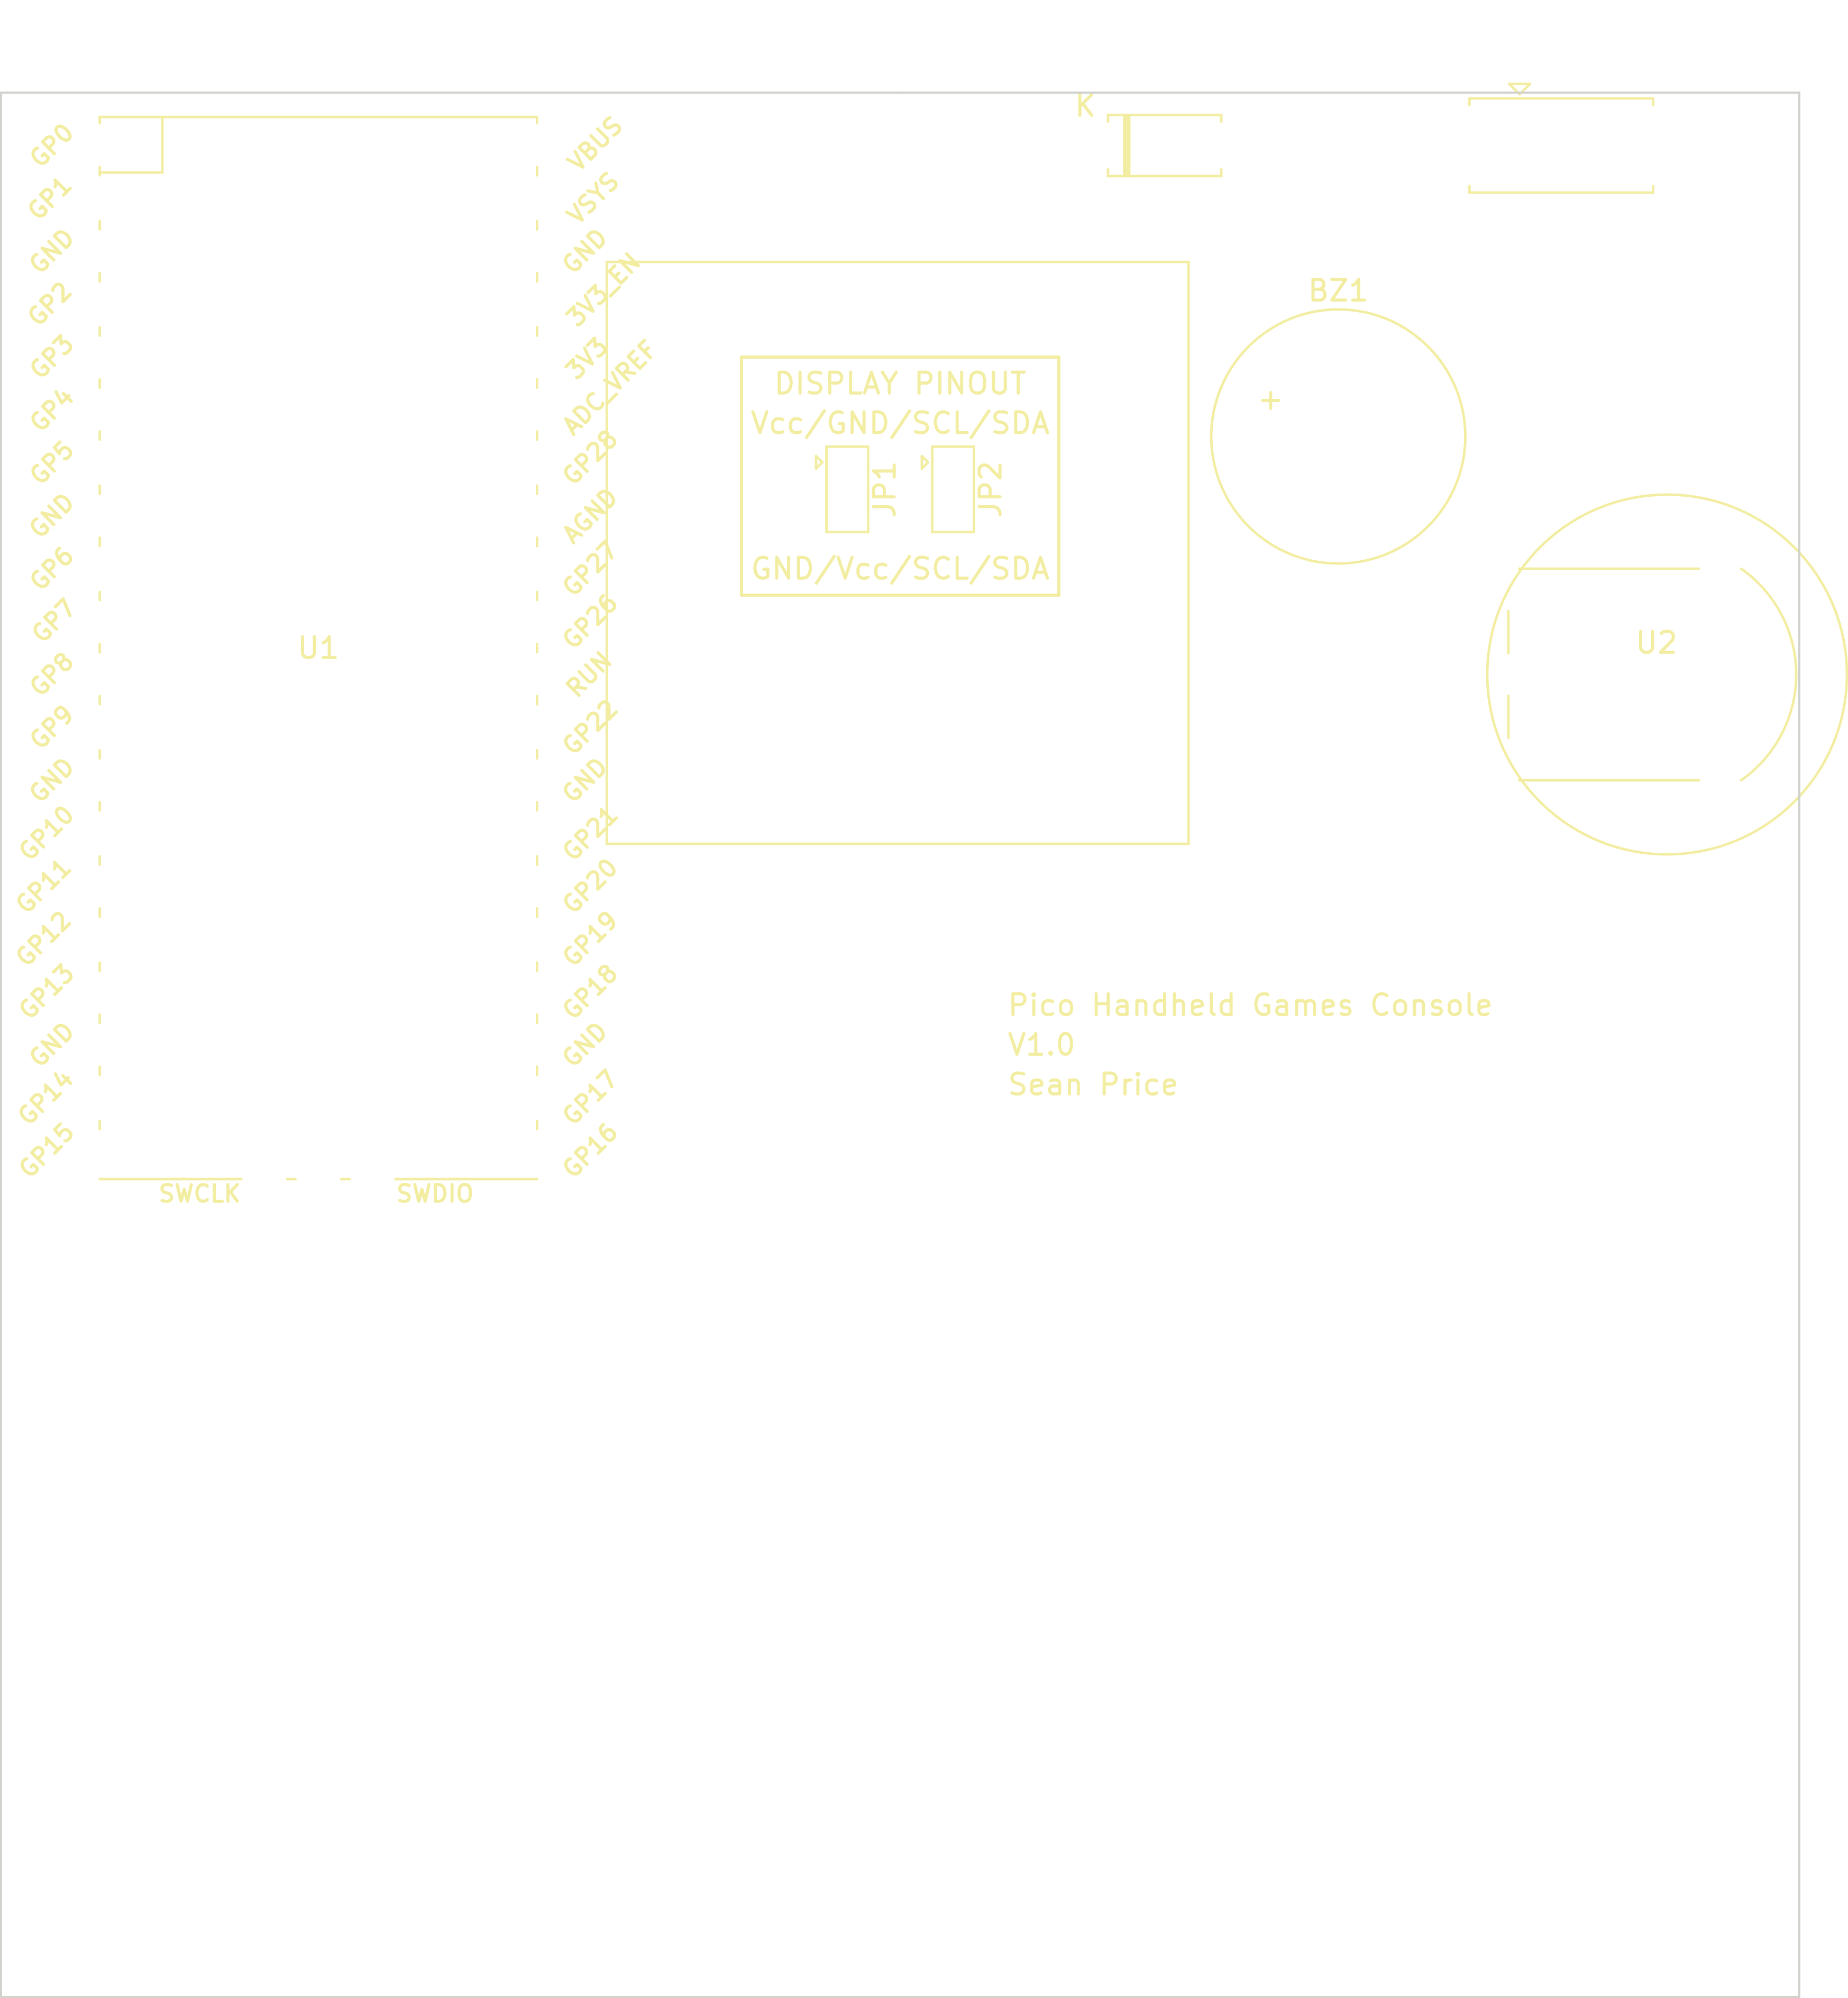 K
GP0
GP1
GND
GP2
GP3
GP4
GP5
GND
GP6
GP7
GP8
GP9
GND
GP10
GP11
GP12
GP13
GND
GP14
GP15
U1
SWCLK
SWDIO
VBUS
VSYS
GND
3V3_EN
3V3
ADC_VREF
GP28
AGND
GP27
GP26
RUN
GP22
GND
GP21
GP20
GP19
GP18
GND
GP17
GP16
DISPLAY PINOUT
Vcc/GND/SCL/SDA
JP1
JP2
GND/Vcc/SCL/SDA
BZ1
+
U2
Pico Handheld Games Console
V1.0
Sean Price